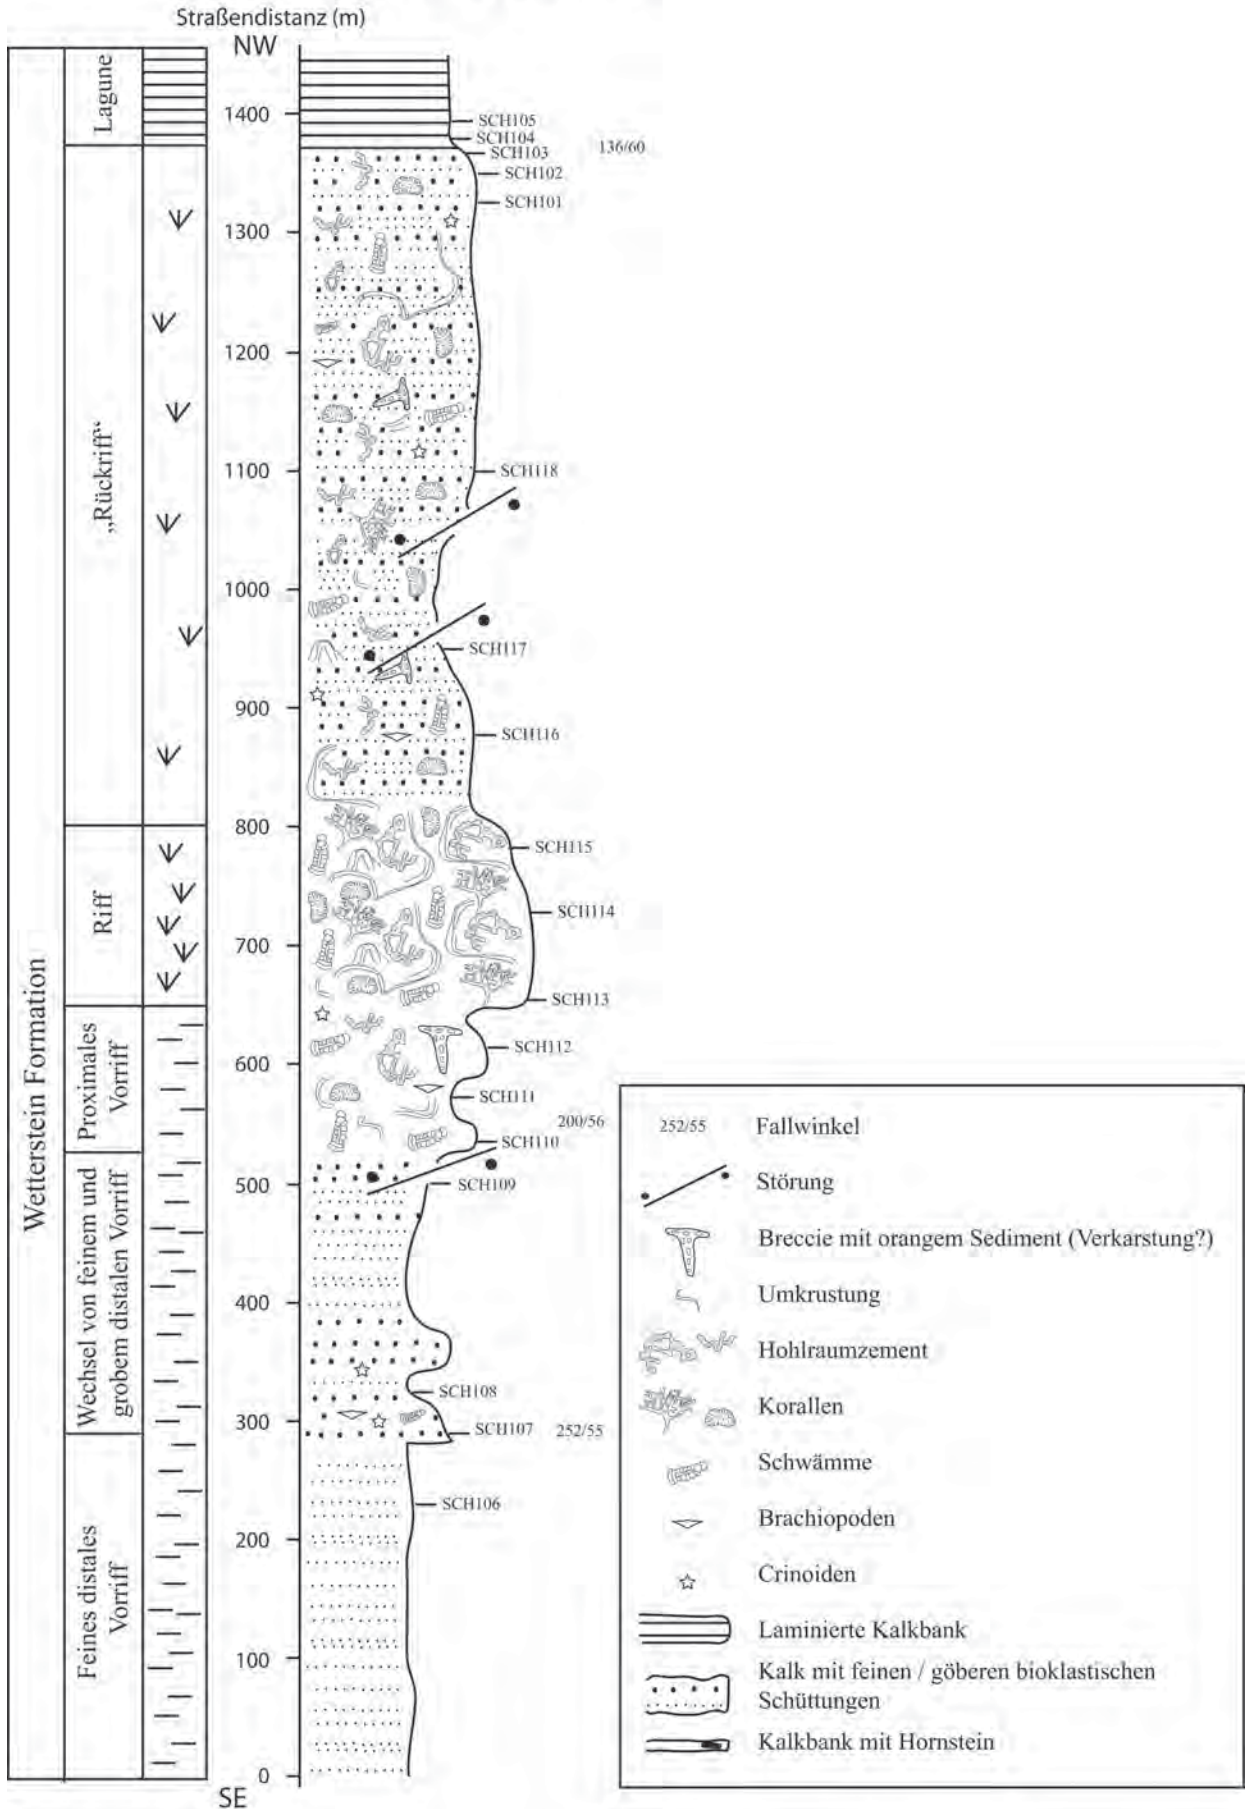 Straßendistanz (m)
NW
Wetterstein Formation
Lagune
„Rückriff“
Riff
Proximales
Vorriff
Wechsel von feinem und
grobem distalen Vorriff
Feines distales
Vorriff
1400
1300
1200
1100
1000
900
800
700
600
500
400
300
200
100
0
SE
SCH105
SCH104
SCH103 136/60
SCH102
SCH101
SCH118
SCH117
SCH116
SCH115
SCH114
SCH113
SCH112
SCH111
200/56
SCH110
SCH109
SCH108
SCH107 252/55
SCH106
252/55 Fallwinkel
Störung
Breccie mit orangem Sediment (Verkarstung?)
Umkrustung
Hohlraumzement
Korallen
Schwämme
Brachiopoden
Crinoiden
Laminierte Kalkbank
Kalk mit feinen / göberen bioklastischen
Schüttungen
Kalkbank mit Hornstein